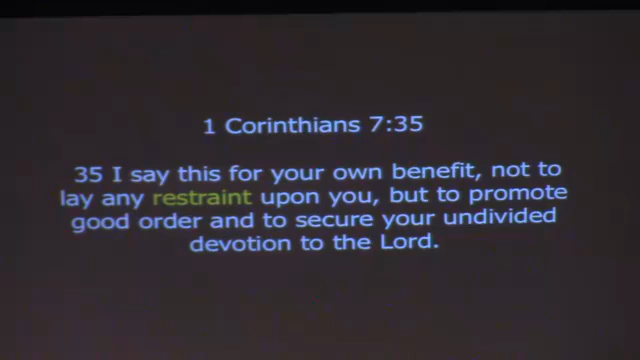 1 Corinthians 7:35
35 I say this for your own benefit, not to
lay any restraint upon you, but to promote
good order and to secure your undivided
devotion to the Lord.